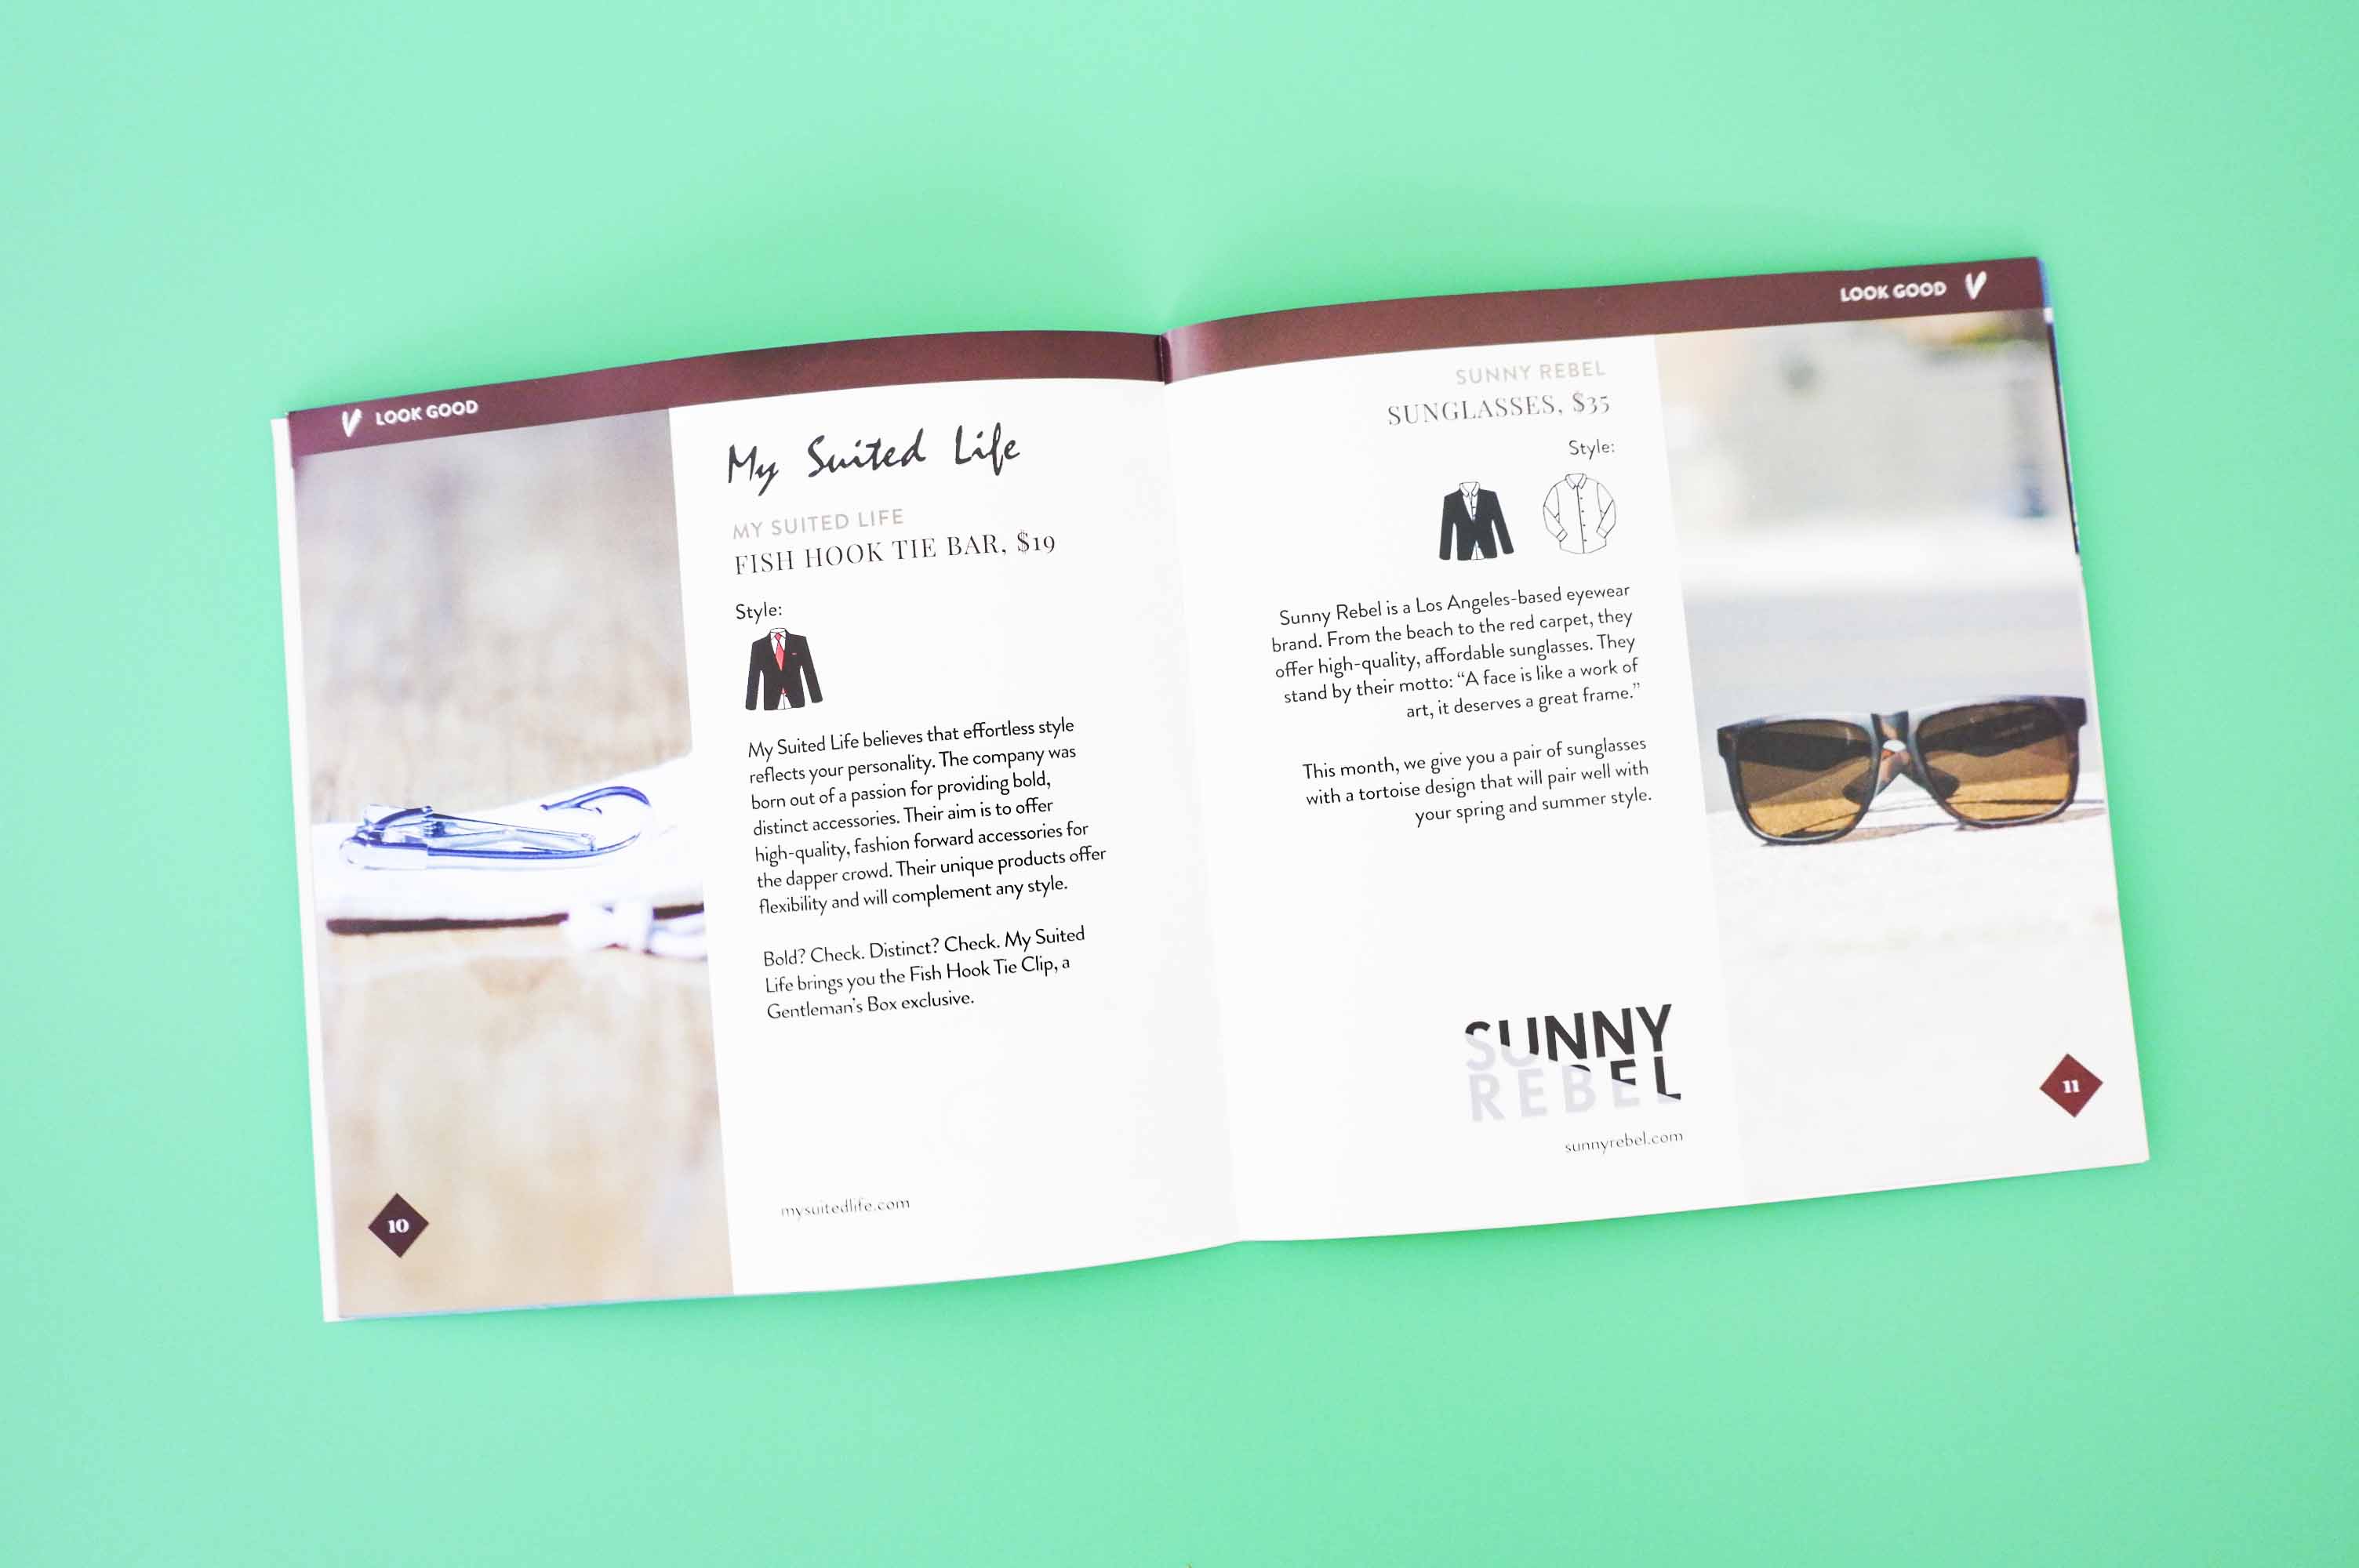 LOOK GOOD
My Suited Life
MY SUITED LIFE
FISH HOOK TIE BAR, $19
Style:
My Suited Life believes that effortless style
reflects your personality. The company was
born out of a passion for providing bold,
distinct accessories. Their aim is to offer
high-quality, fashion forward accessories for
the dapper crowd. Their unique products offer
flexibility and will complement any style.
Bold? Check. Distinct? Check. My Suited
Life brings you the Fish Hook Tie Clip, a
Gentleman's Box exclusive.
mysuitedlife.com
10
LOOK GOOD
SUNNY REBEL
SUNGLASSES, $35
Style:
Sunny Rebel is a Los Angeles-based eyewear
brand. From the beach to the red carpet, they
offer high-quality, affordable sunglasses. They
stand by their motto: “A face is like a work of
art, it deserves a great frame.”
This month, we give you a pair of sunglasses
with a tortoise design that will pair well with
your spring and summer style.
SUNNY
REBEL
sunnyrebel.com
11